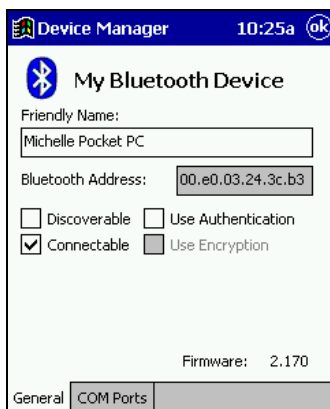 Device Manager 10:25a ok
My Bluetooth Device
Friendly Name:
Michelle Pocket PC
Bluetooth Address: 00.e0.03.24.3c.b3
Discoverable Use Authentication
Connectable Use Encryption
Firmware: 2.170
General COM Ports